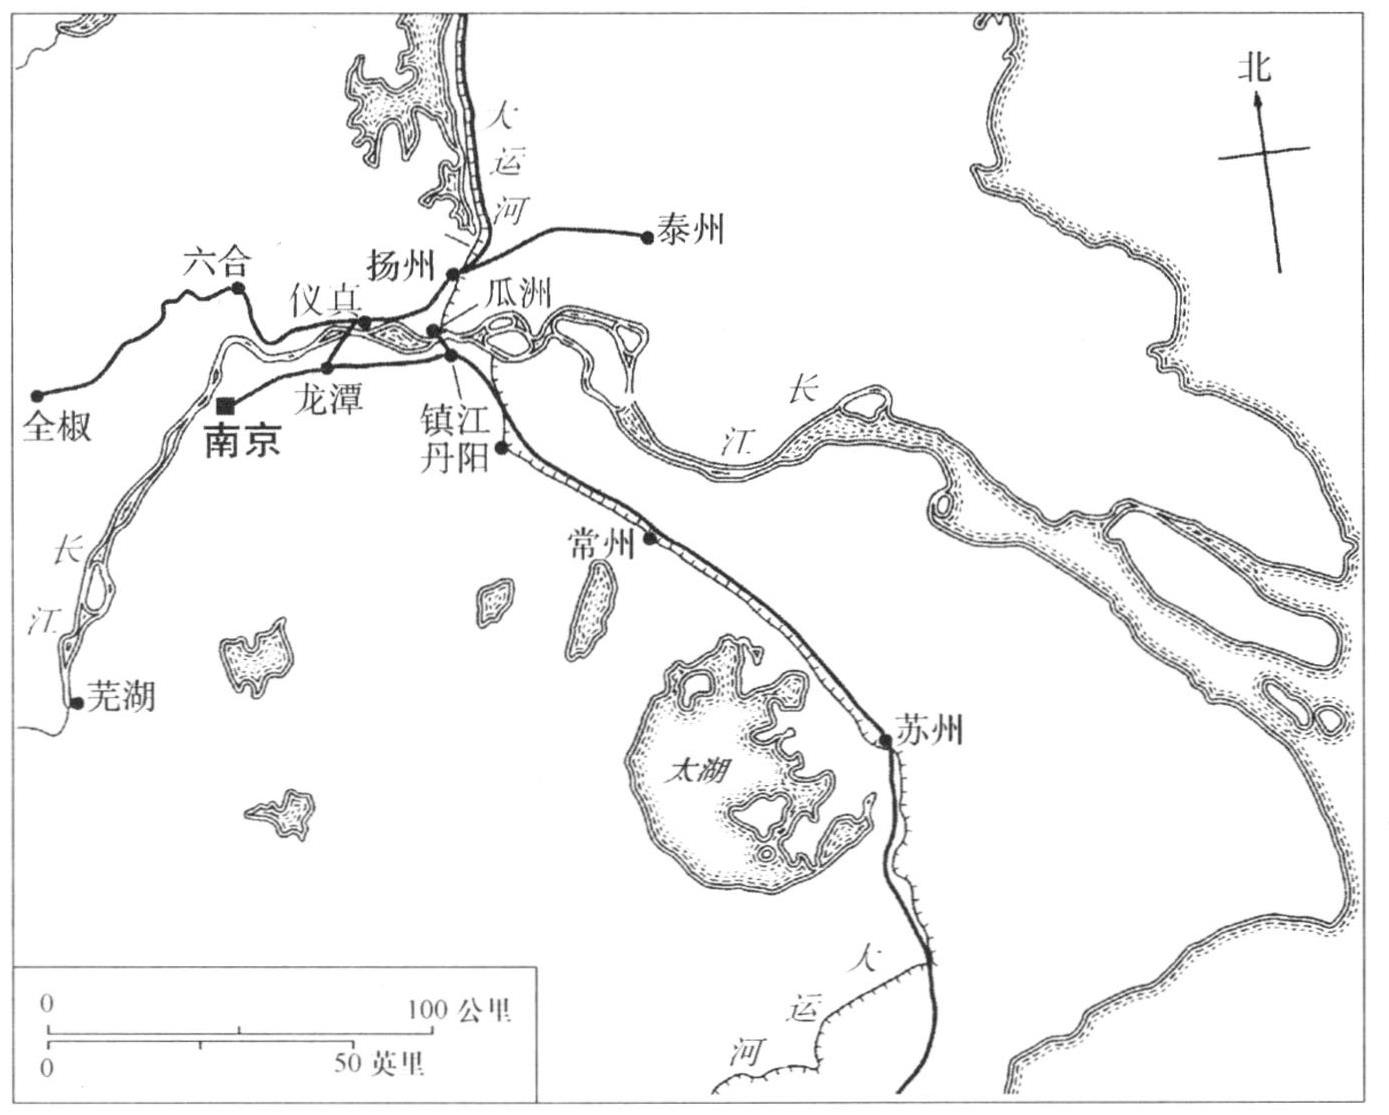 北
大
运
河
泰州
六合
扬州
仪真
瓜洲
全椒
南京
龙潭
镇江
丹阳
长
江
常州
长
江
芜湖
苏州
太湖
大
运
河
0
100 公里
0
50 英里